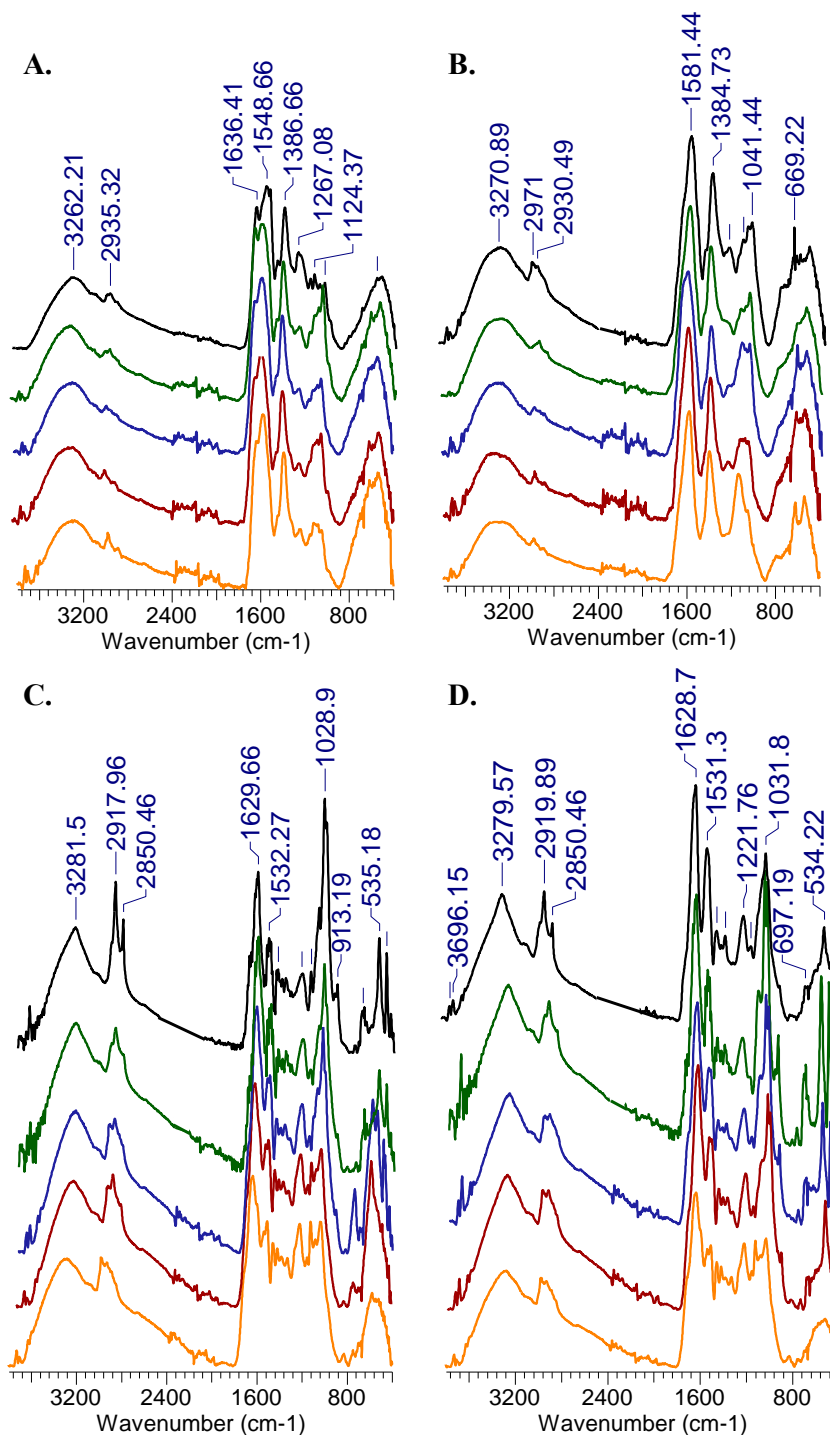 A.
3262.21
2935.32
1636.41
1548.66
1386.66
1267.08
1124.37
3200 2400 1600 800
Wavenumber (cm-1)
B.
3270.89
2971
2930.49
1581.44
1384.73
1041.44
669.22
3200 2400 1600 800
Wavenumber (cm-1)
C.
3281.5
2917.96
2850.46
1629.66
1532.27
1028.9
913.19
535.18
3200 2400 1600 800
Wavenumber (cm-1)
D.
3696.15
3279.57
2919.89
2850.46
1628.7
1531.3
1221.76
1031.8
697.19
534.22
3200 2400 1600 800
Wavenumber (cm-1)